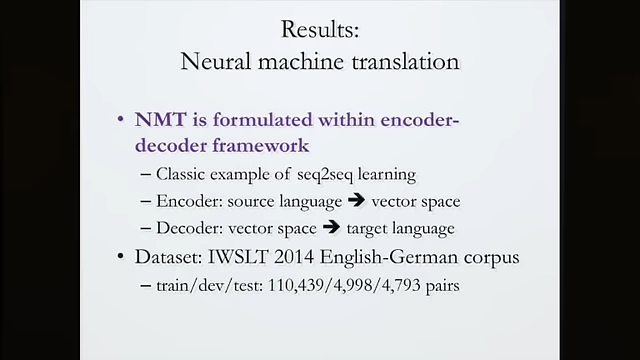 Results:
Neural machine translation
• NMT is formulated within encoder-
decoder framework
– Classic example of seq2seq learning
– Encoder: source language ➔ vector space
– Decoder: vector space ➔ target language
• Dataset: IWSLT 2014 English-German corpus
– train/dev/test: 110,439/4,998/4,793 pairs